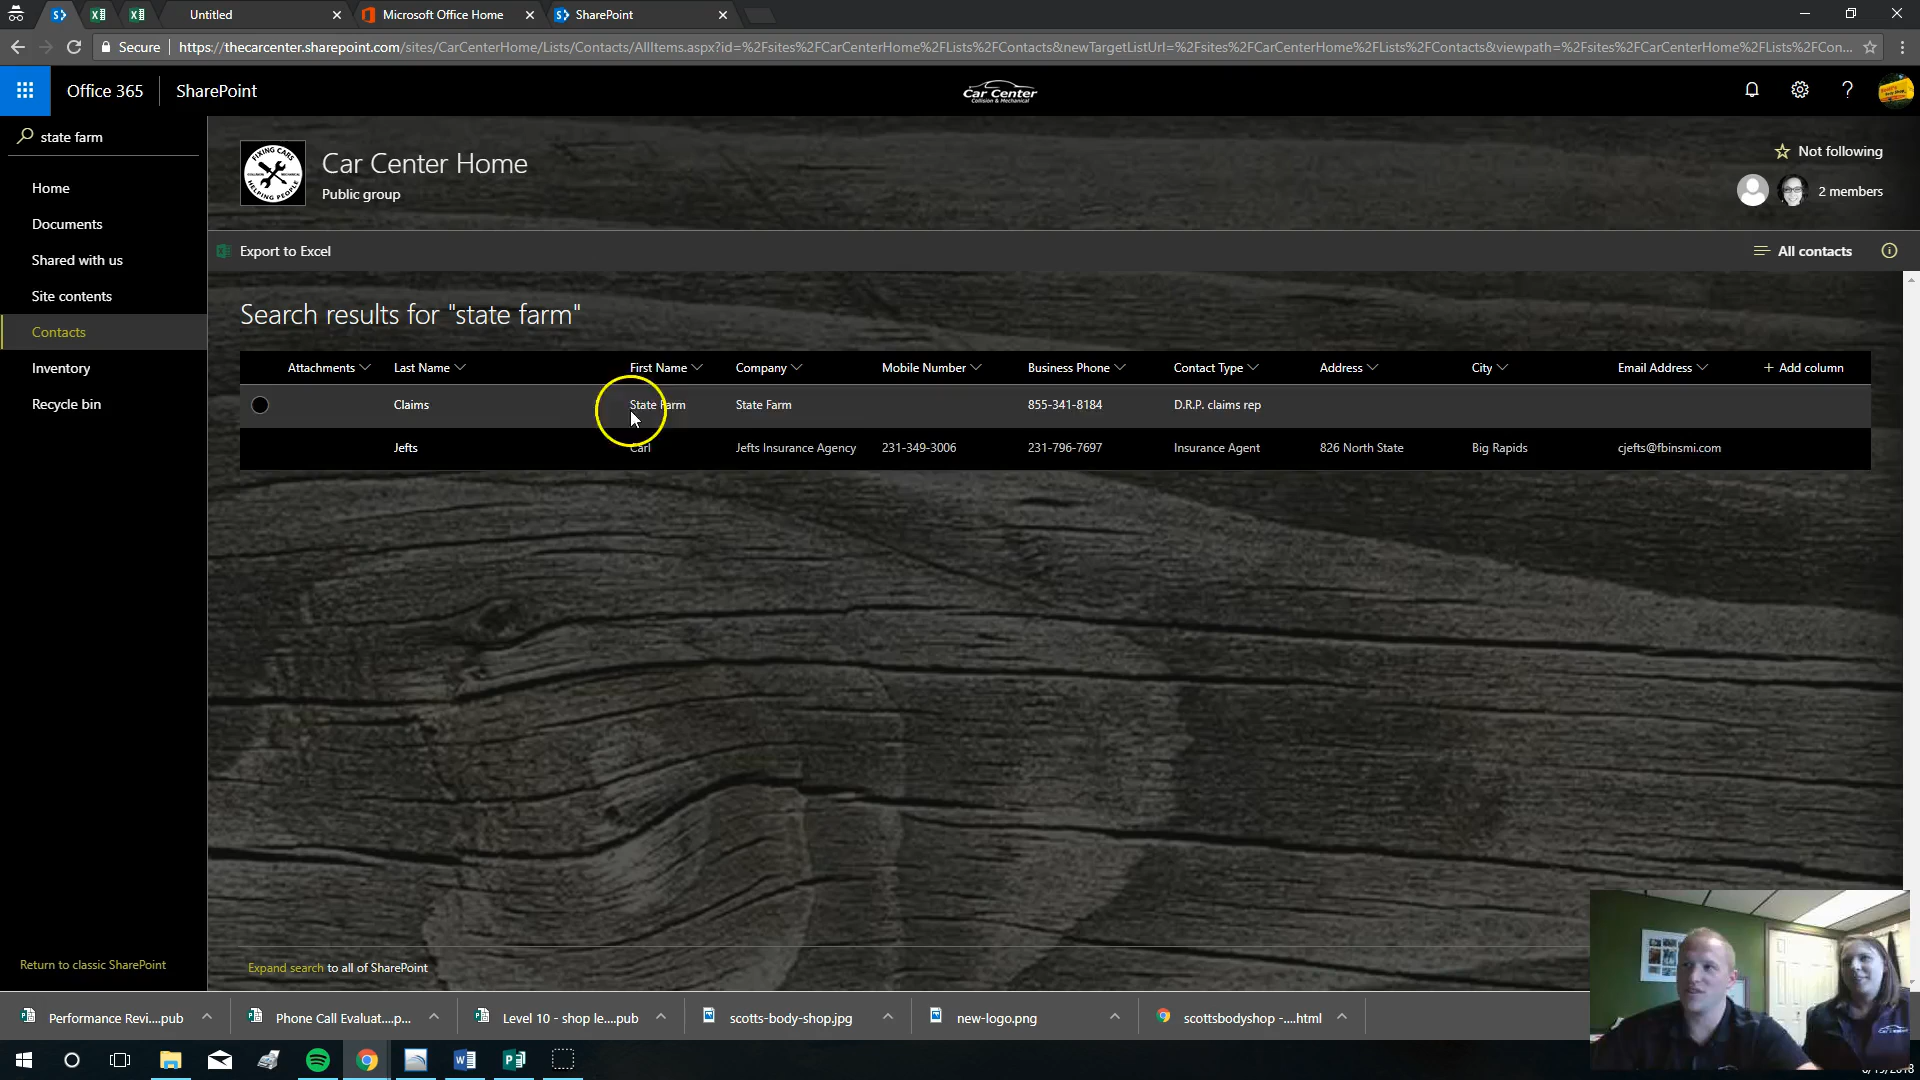 Untitled
Microsoft Office Home
SharePoint
Secure
https://thecarcenter.sharepoint.com/sites/CarCenterHome/Lists/Contacts/AllItems.aspx?id=%2Fsites%2FCarCenterHome%2FLists%2FContacts&newTargetListUrl=%2Fsites%2FCarCenterHome%2FLists%2FContacts&viewpath=%2Fsites%2FCarCenterHome%2FLists%2FCon...
Office 365
SharePoint
Car Center
Collision & Mechanical
state farm
Home
Documents
Shared with us
Site contents
Contacts
Inventory
Recycle bin
Return to classic SharePoint
FIXING CARS
HELPING PEOPLE
Car Center Home
Public group
Not following
2 members
Export to Excel
All contacts
Search results for "state farm"
Attachments Last Name First Name Company Mobile Number Business Phone Contact Type Address City Email Address + Add column
Claims State Farm State Farm 855-341-8184 D.R.P. claims rep
Jefts Carl Jefts Insurance Agency 231-349-3006 231-796-7697 Insurance Agent 826 North State Big Rapids cjefts@fbinsmi.com
Expand search to all of SharePoint
Performance Revi....pub
Phone Call Evaluat....p...
Level 10 - shop le....pub
scotts-body-shop.jpg
new-logo.png
scottsbodyshop -....html